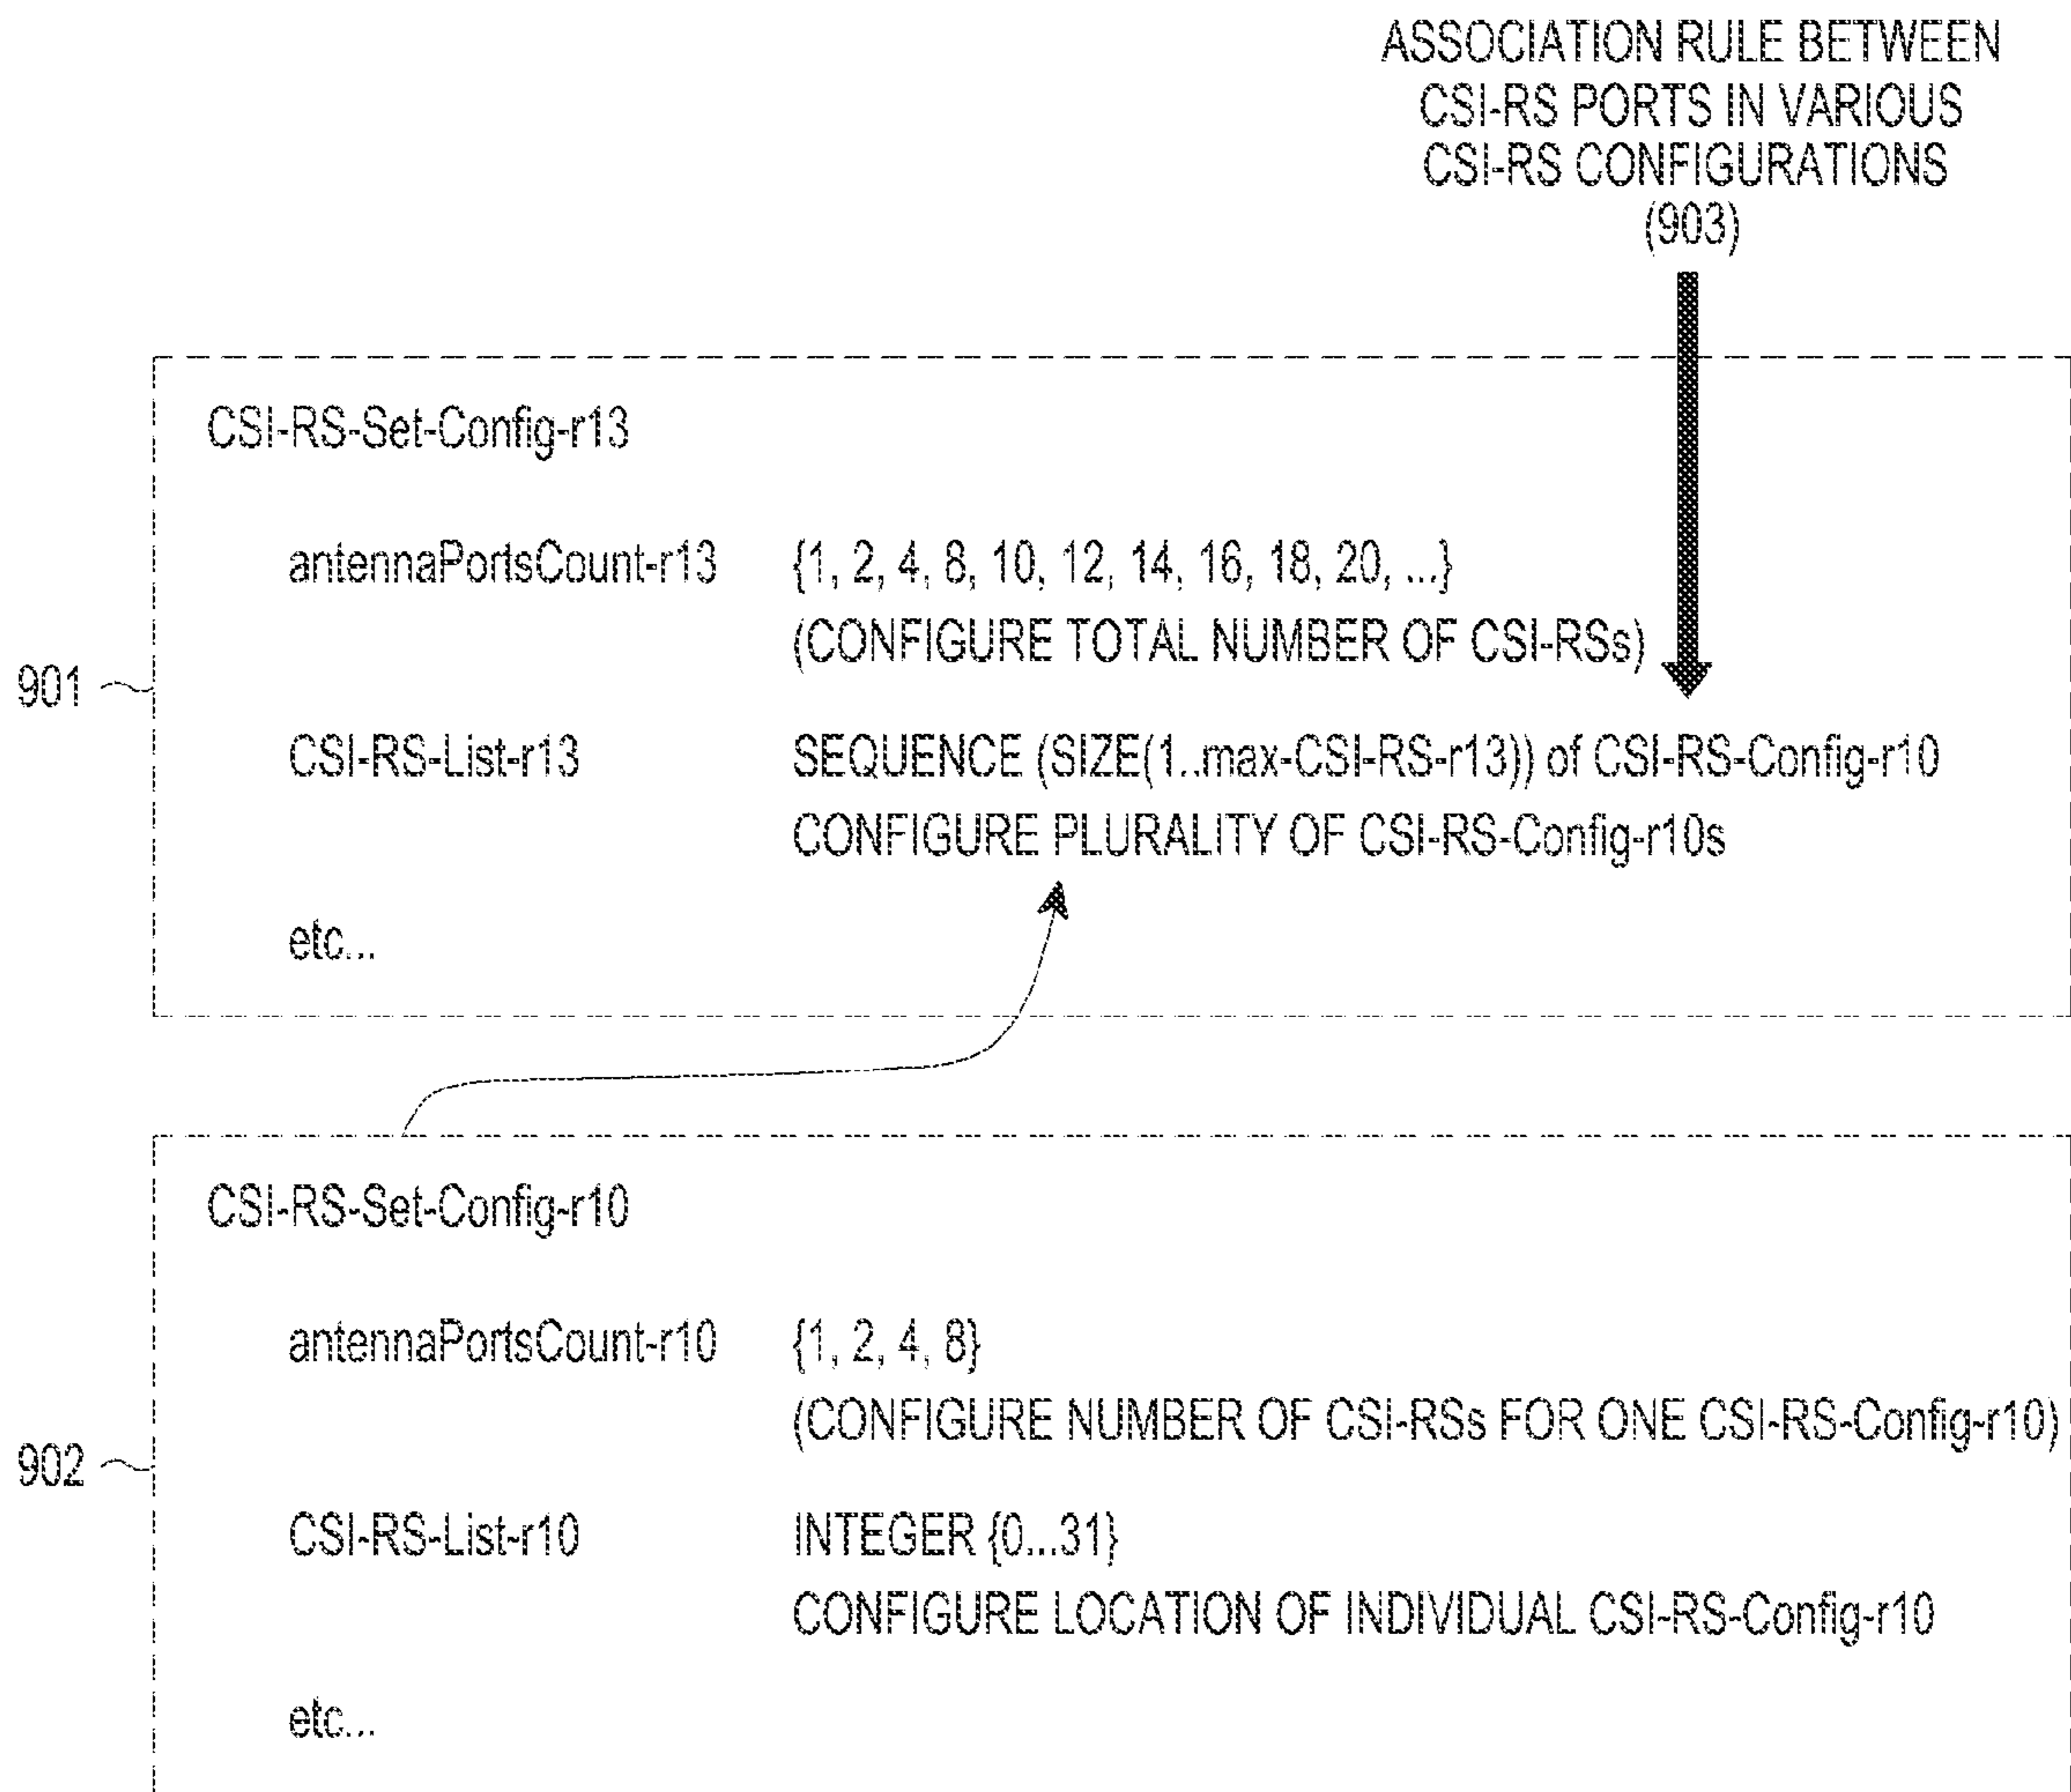 ASSOCIATION RULE BETWEEN
CSI-RS PORTS IN VARIOUS
CSI-RS CONFIGURATIONS
(903)
CSI-RS-Set-Config-r13
antennaPortsCount-r13 {1, 2, 4, 8, 10, 12, 14, 16, 18, 20, ...}
(CONFIGURE TOTAL NUMBER OF CSI-RSs)
901
CSI-RS-List-r13 SEQUENCE (SIZE(1..max-CSI-RS-r13)) of CSI-RS-Config-r10
CONFIGURE PLURALITY OF CSI-RS-Config-r10s
etc...
CSI-RS-Set-Config-r10
antennaPortsCount-r10 {1, 2, 4, 8}
(CONFIGURE NUMBER OF CSI-RSs FOR ONE CSI-RS-Config-r10)
902
CSI-RS-List-r10 INTEGER {0...31}
CONFIGURE LOCATION OF INDIVIDUAL CSI-RS-Config-r10
etc...